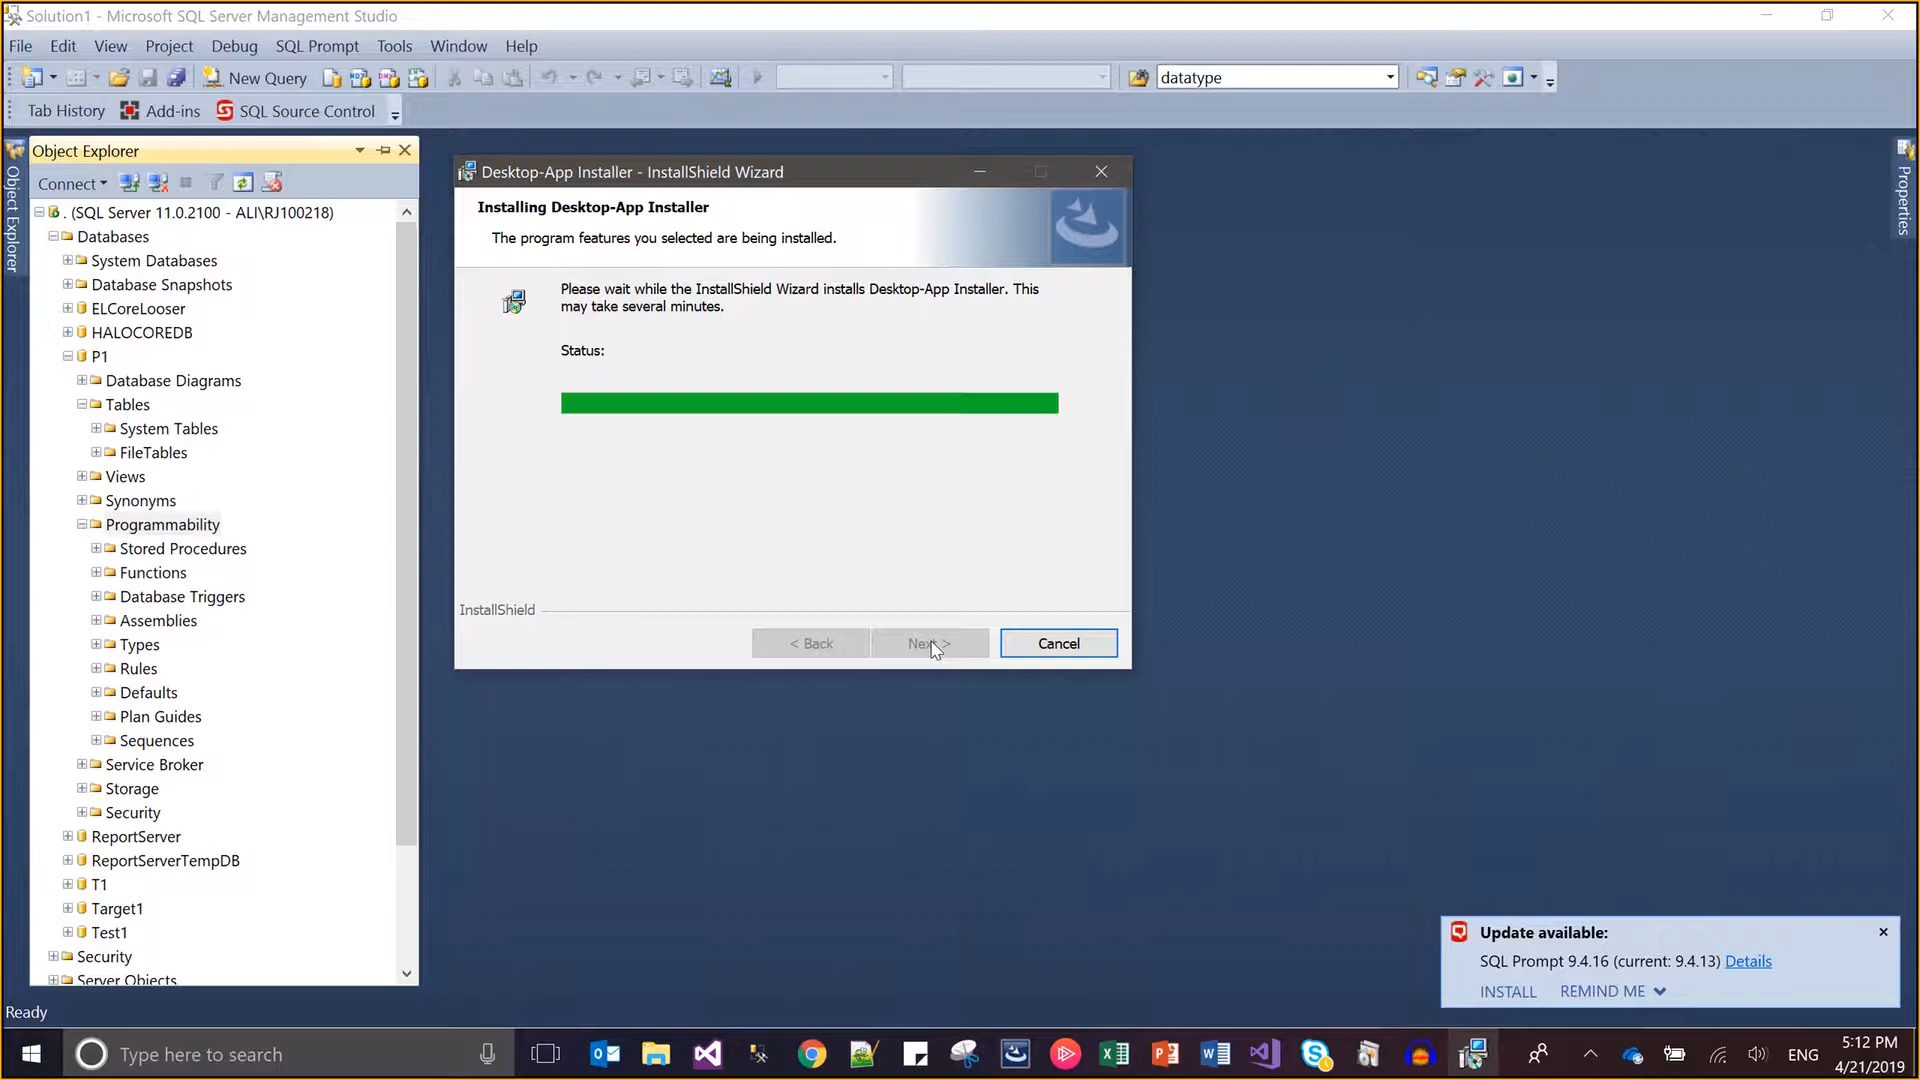 Solution1 - Microsoft SQL Server Management Studio
File Edit View Project Debug SQL Prompt Tools Window Help
New Query datatype
Tab History Add-ins SQL Source Control
Object Explorer
Connect
. (SQL Server 11.0.2100 - ALI\RJ100218)
Databases
System Databases
Database Snapshots
ELCoreLooser
HALOCOREDB
P1
Database Diagrams
Tables
System Tables
FileTables
Views
Synonyms
Programmability
Stored Procedures
Functions
Database Triggers
Assemblies
Types
Rules
Defaults
Plan Guides
Sequences
Service Broker
Storage
Security
ReportServer
ReportServerTempDB
T1
Target1
Test1
Security
Server Objects
Ready
Object Explorer
Properties
Desktop-App Installer - InstallShield Wizard
Installing Desktop-App Installer
The program features you selected are being installed.
Please wait while the InstallShield Wizard installs Desktop-App Installer. This
may take several minutes.
Status:
InstallShield
< Back Next > Cancel
Update available:
SQL Prompt 9.4.16 (current: 9.4.13) Details
INSTALL REMIND ME
Type here to search
ENG
5:12 PM
4/21/2019